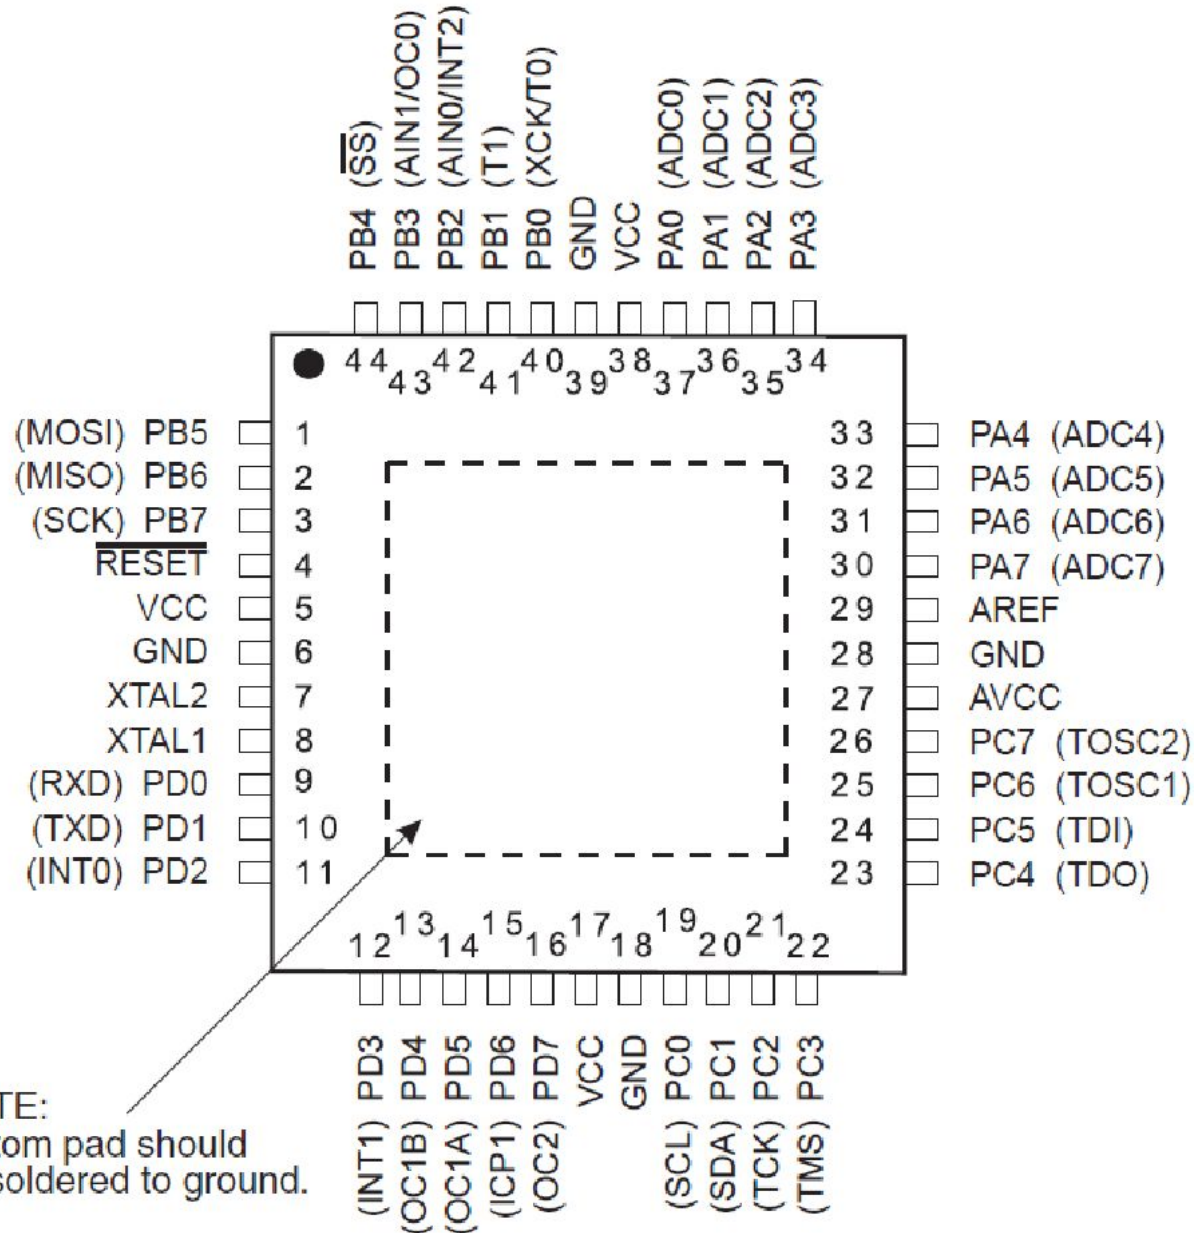 PB4 (SS)
PB3 (AIN1/OC0)
PB2 (AIN0/INT2)
PB1 (T1)
PB0 (XCK/T0)
GND
VCC
PA0 (ADC0)
PA1 (ADC1)
PA2 (ADC2)
PA3 (ADC3)
44 43 42 41 40 39 38 37 36 35 34
(MOSI) PB5 1
(MISO) PB6 2
(SCK) PB7 3
RESET 4
VCC 5
GND 6
XTAL2 7
XTAL1 8
(RXD) PD0 9
(TXD) PD1 10
(INT0) PD2 11
33 PA4 (ADC4)
32 PA5 (ADC5)
31 PA6 (ADC6)
30 PA7 (ADC7)
29 AREF
28 GND
27 AVCC
26 PC7 (TOSC2)
25 PC6 (TOSC1)
24 PC5 (TDI)
23 PC4 (TDO)
12 13 14 15 16 17 18 19 20 21 22
(INT1) PD3
(OC1B) PD4
(OC1A) PD5
(ICP1) PD6
(OC2) PD7
VCC
GND
(SCL) PC0
(SDA) PC1
(TCK) PC2
(TMS) PC3
TE:
tom pad should
soldered to ground.